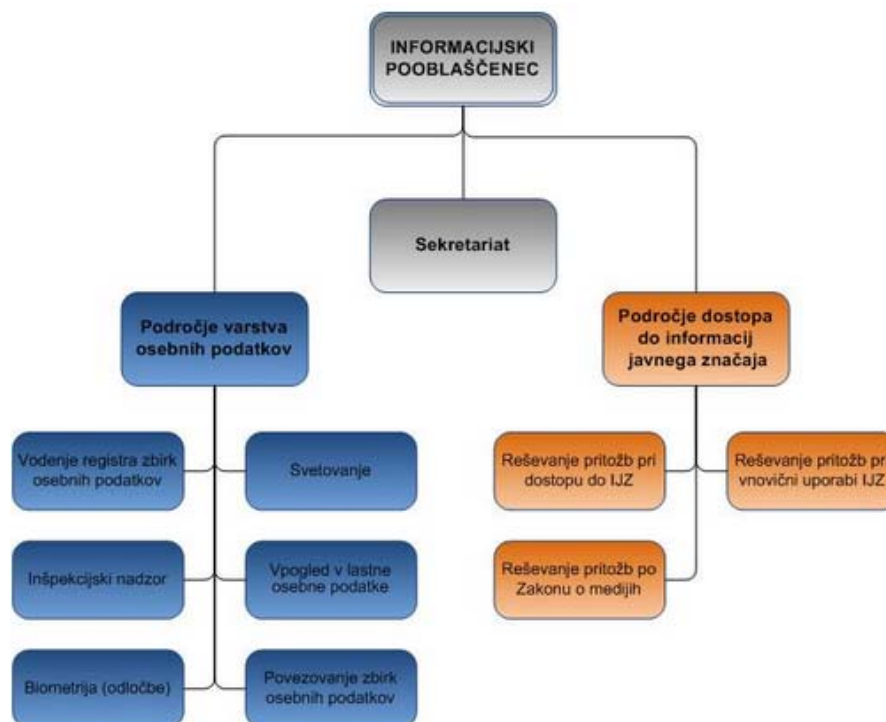 INFORMACIJSKI
POOBLAŠČENEC
Sekretariat
Področje varstva
osebnih podatkov
Področje dostopa
do informacij
javnega značaja
Vodenje registra zbirk
osebnih podatkov
Svetovanje
Reševanje pritožb pri
dostopu do IJZ
Reševanje pritožb pri
vnovični uporabi IJZ
Inšpekcijski nadzor
Vpogled v lastne
osebne podatke
Reševanje pritožb po
Zakonu o medijih
Biometrija (odločbe)
Povezovanje zbirk
osebnih podatkov